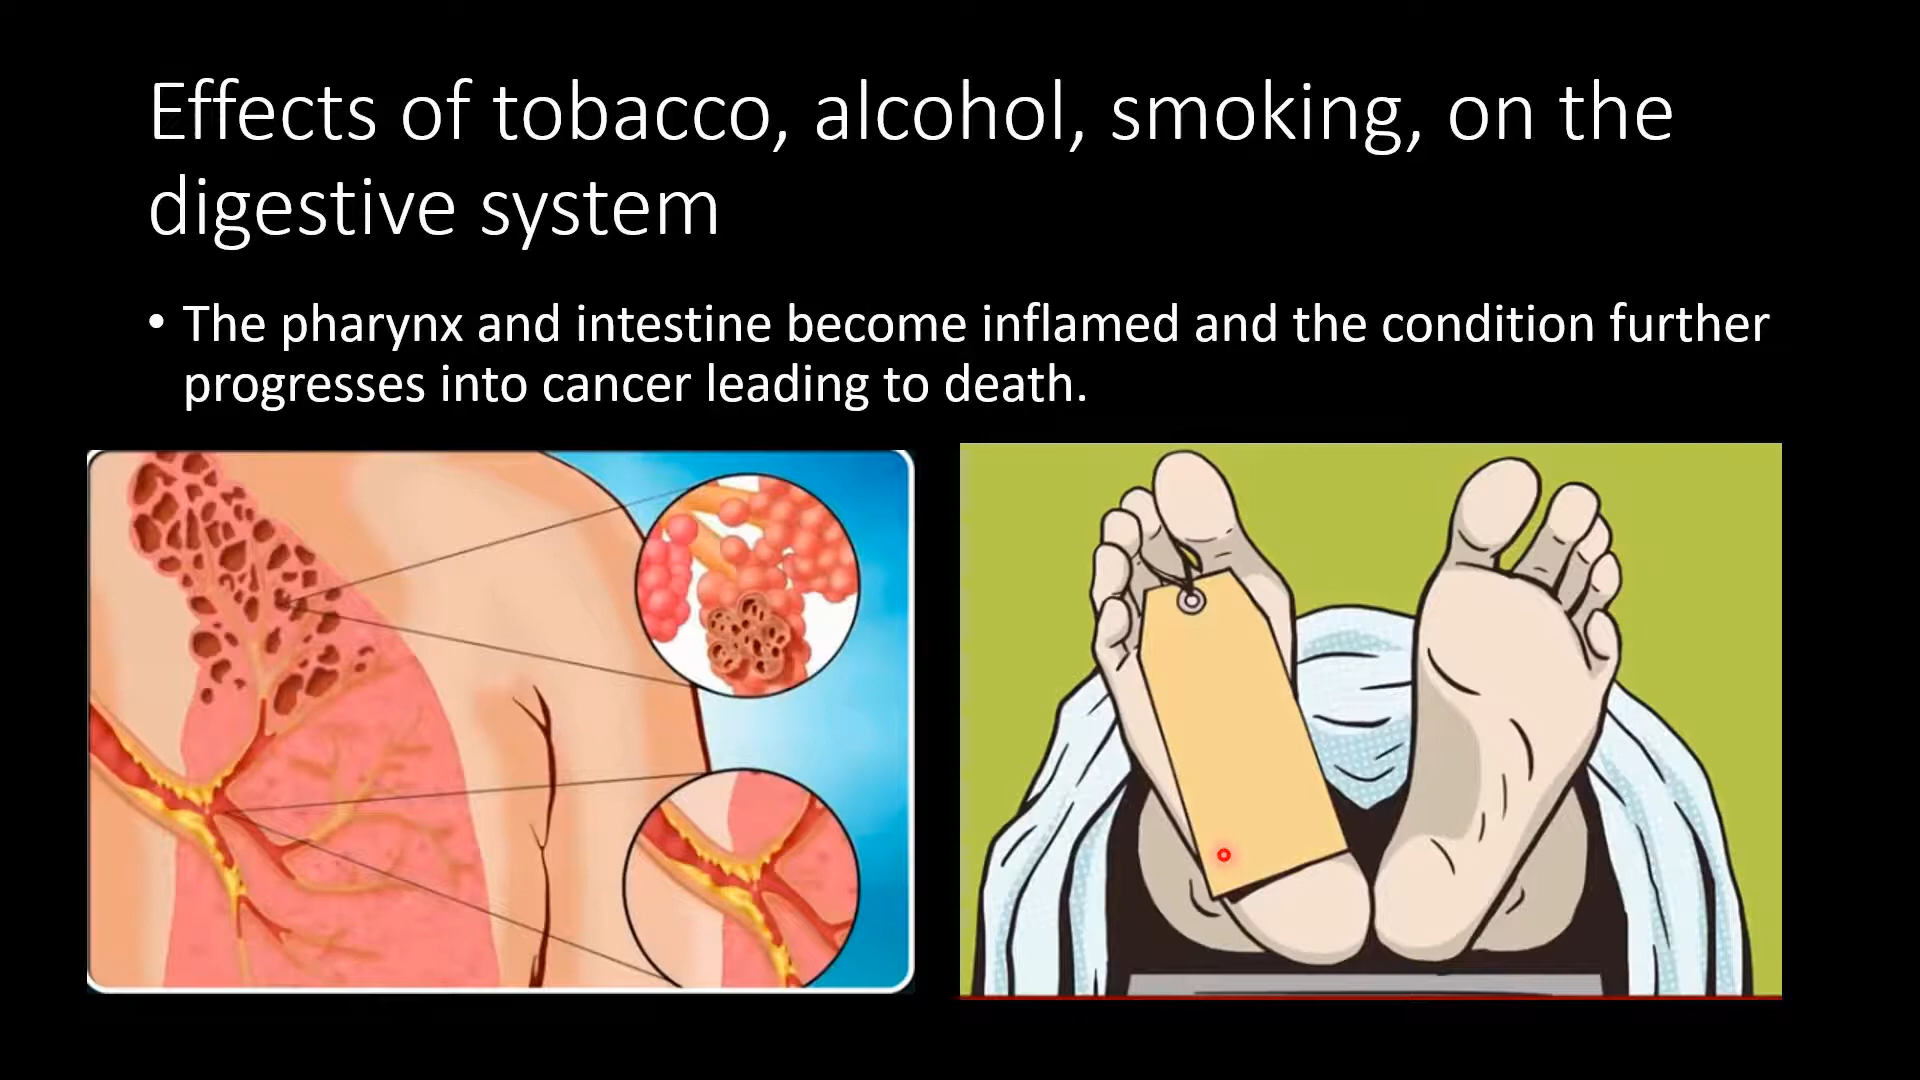 Effects of tobacco, alcohol, smoking, on the
digestive system
• The pharynx and intestine become inflamed and the condition further
progresses into cancer leading to death.